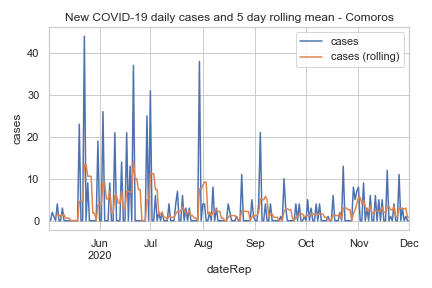 New COVID-19 daily cases and 5 day rolling mean - Comoros
cases
cases (rolling)
cases
40
30
20
10
0
Jun Jul Aug Sep Oct Nov Dec
2020
dateRep